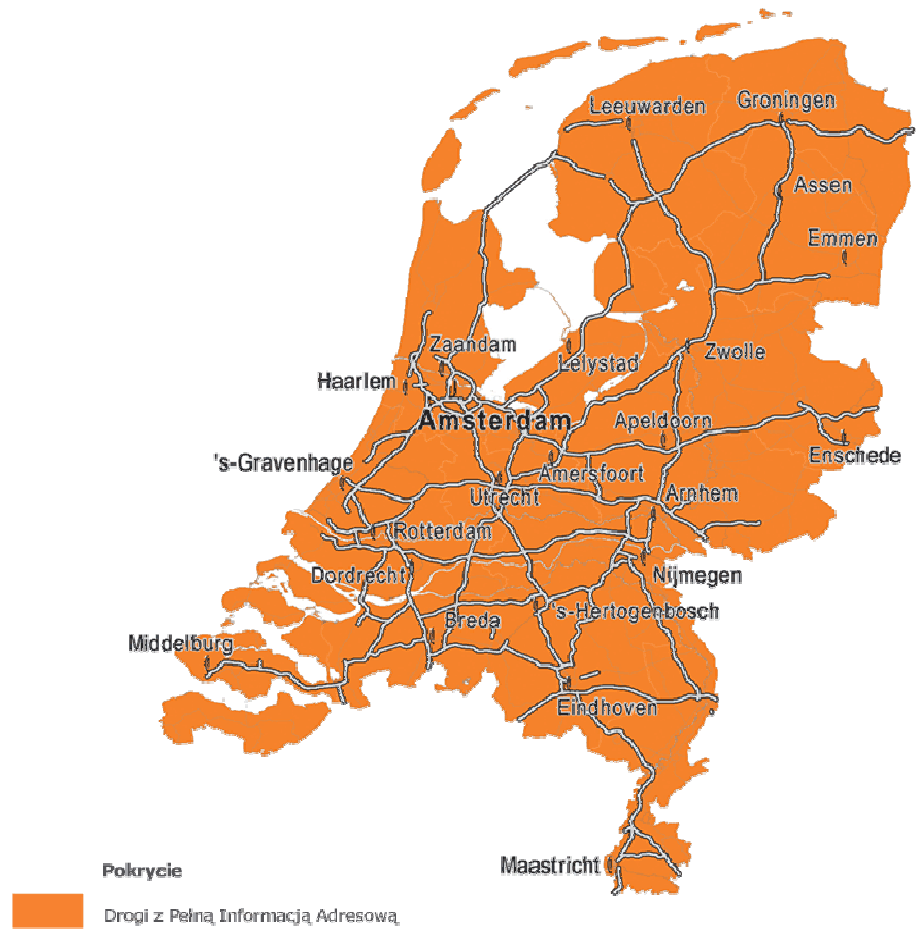 Leeuwarden
Groningen
Assen
Emmen
Zaandam
Lelystad
Zwolle
Haarlem
Amsterdam
Apeldoorn
Enschede
's-Gravenhage
Amersfoort
Utrecht
Arnhem
Rotterdam
Dordrecht
Nijmegen
's-Hertogenbosch
Breda
Middelburg
Eindhoven
Maastricht
Pokrycie
Drogi z Pełną Informacją Adresową